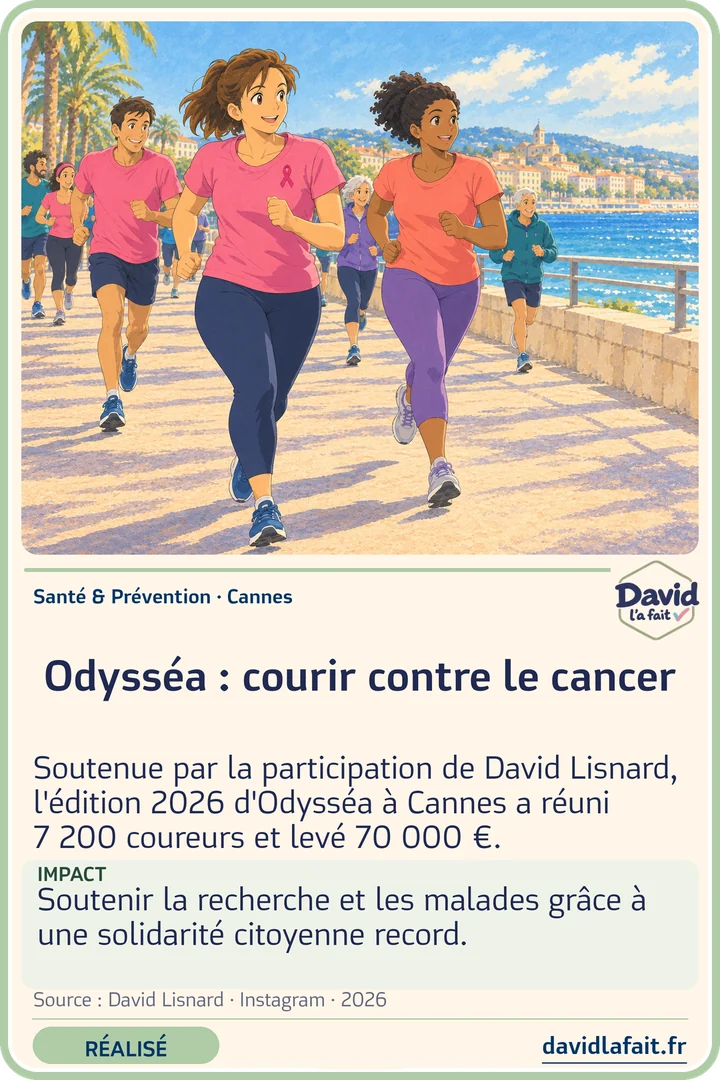 Santé & Prévention · Cannes
David
l'a fait
Odysséa : courir contre le cancer
Soutenue par la participation de David Lisnard,
l'édition 2026 d'Odysséa à Cannes a réuni
7 200 coureurs et levé 70 000 €.
IMPACT
Soutenir la recherche et les malades grâce à
une solidarité citoyenne record.
Source : David Lisnard · Instagram · 2026
RÉALISÉ
davidlafait.fr